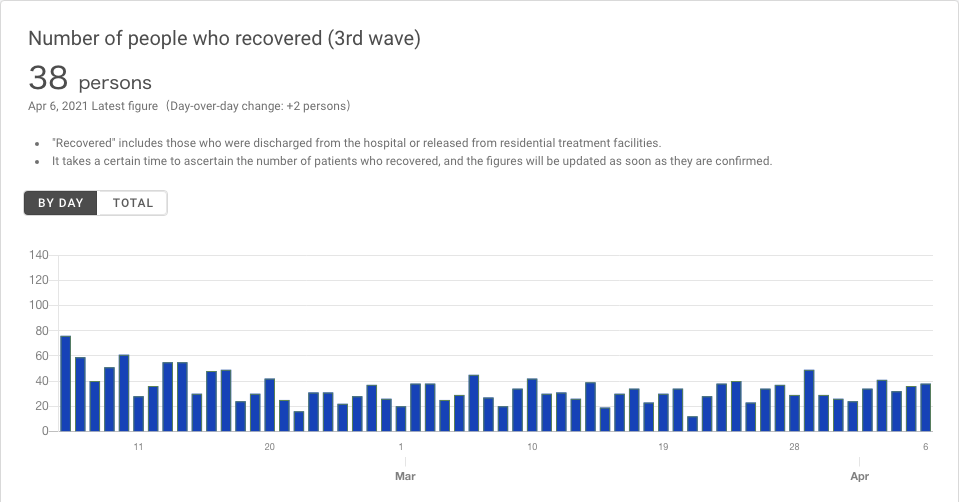 Number of people who recovered (3rd wave)
38 persons
Apr 6, 2021 Latest figure (Day-over-day change: +2 persons)
• "Recovered" includes those who were discharged from the hospital or released from residential treatment facilities.
• It takes a certain time to ascertain the number of patients who recovered, and the figures will be updated as soon as they are confirmed.
BY DAY TOTAL
140
120
100
80
60
40
20
0
11 20 1 10 19 28 6
Mar Apr